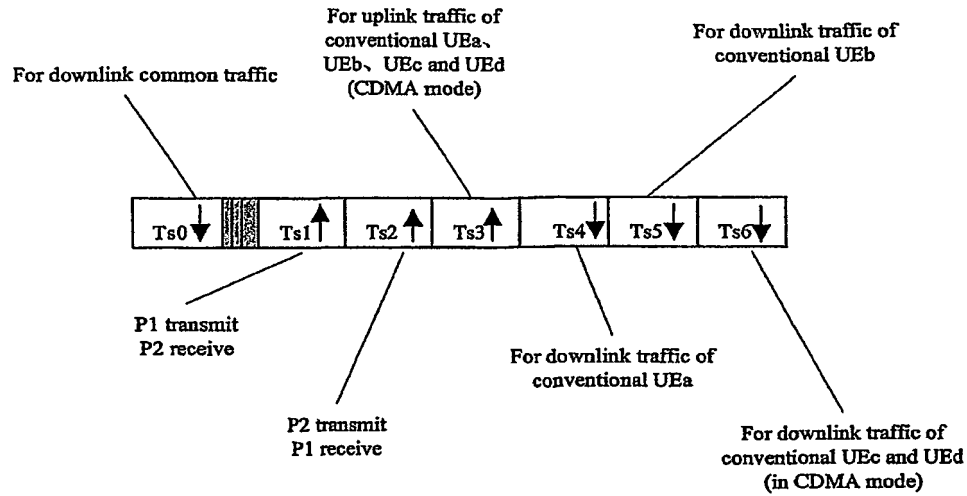 For uplink traffic of
conventional UEa、
UEb、UEc and UEd
(CDMA mode)
For downlink traffic of
conventional UEb
For downlink common traffic
Ts0
Ts1
Ts2
Ts3
Ts4
Ts5
Ts6
P1 transmit
P2 receive
For downlink traffic of
conventional UEa
P2 transmit
P1 receive
For downlink traffic of
conventional UEc and UEd
(in CDMA mode)